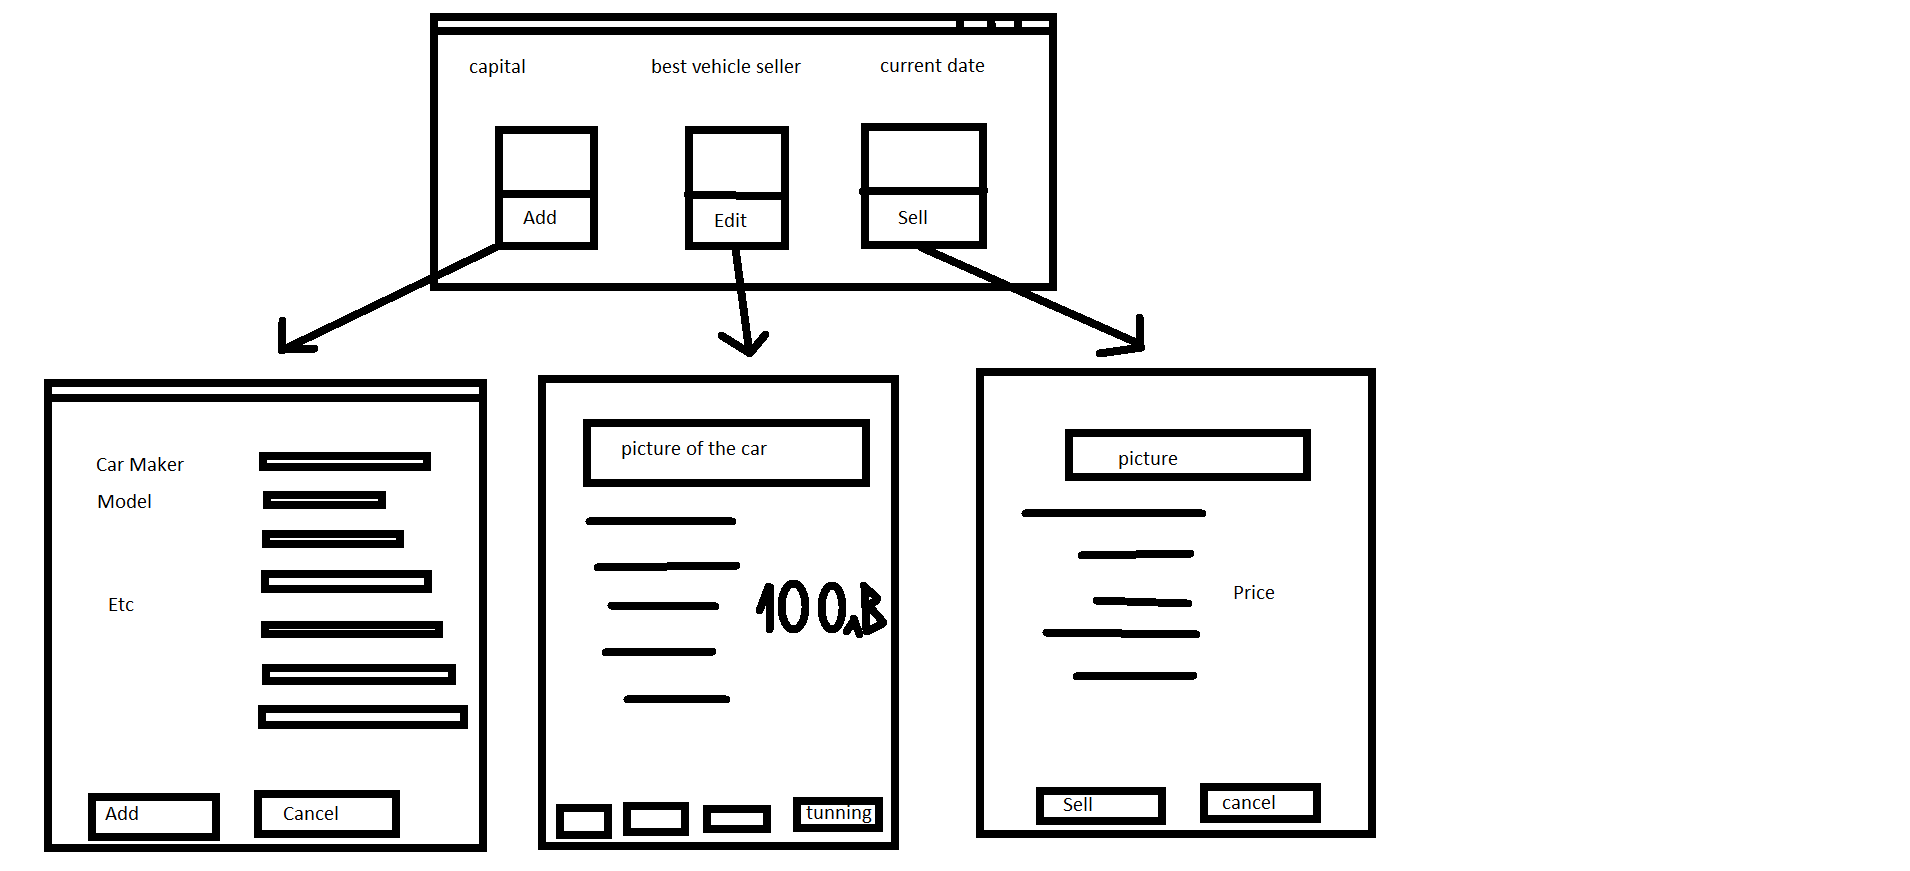 capital
best vehicle seller
current date
Add
Edit
Sell
Car Maker
Model
Etc
Add
Cancel
picture of the car
100лв
tunning
picture
Price
Sell
cancel